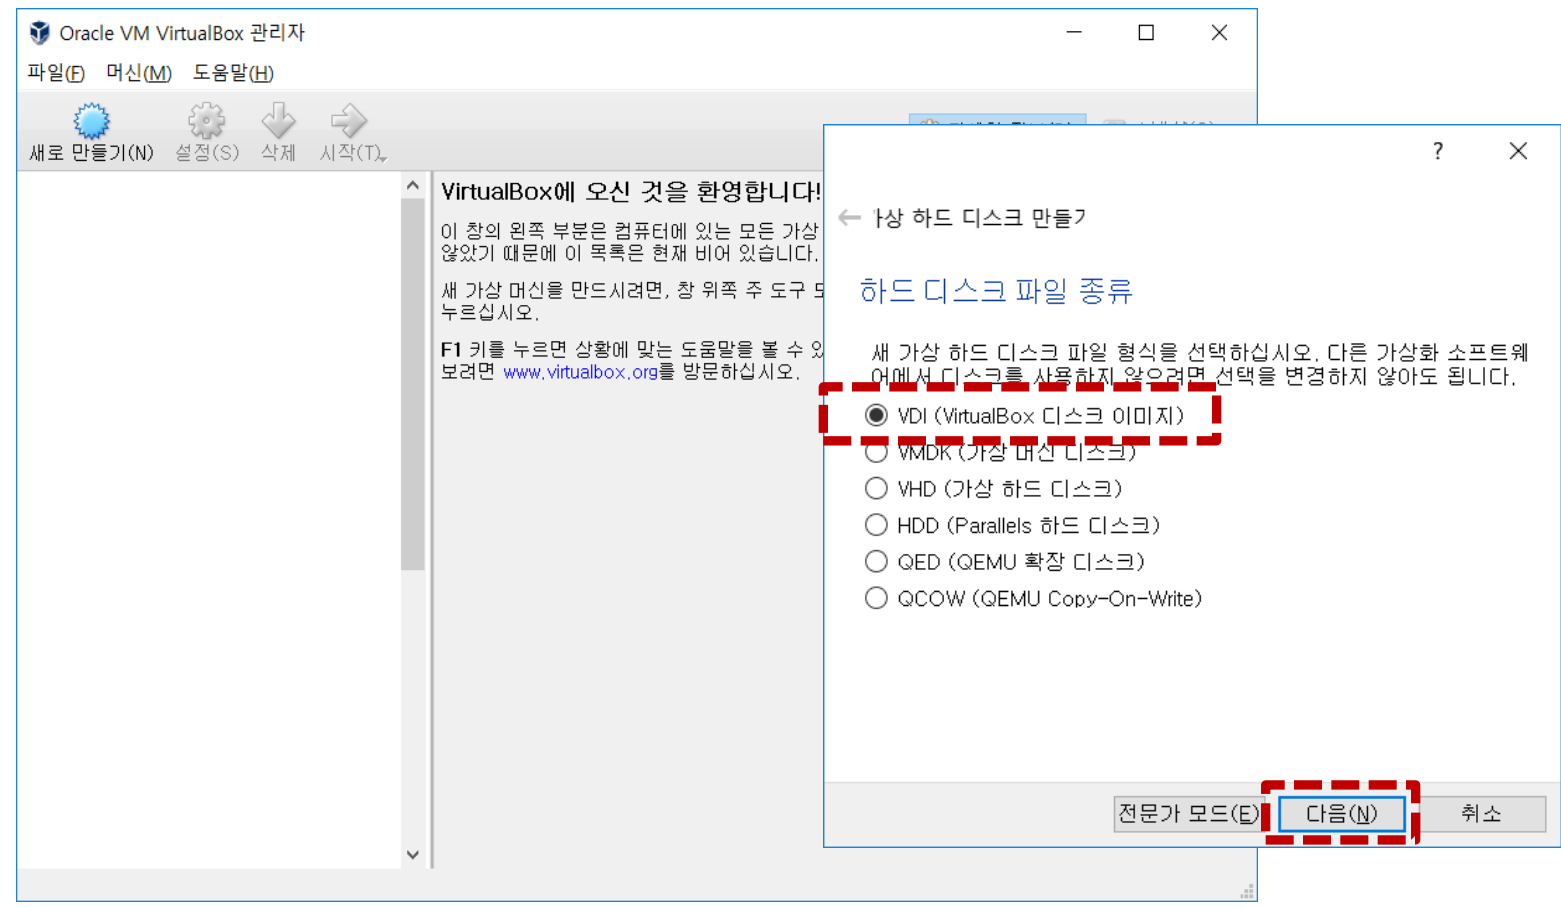 Oracle VM VirtualBox 관리자
파일(F) 머신(M) 도움말(H)
새로 만들기(N) 설정(S) 삭제 시작(T)
VirtualBox에 오신 것을 환영합니다!
이 창의 왼쪽 부분은 컴퓨터에 있는 모든 가상
않았기 때문에 이 목록은 현재 비어 있습니다.
새 가상 머신을 만드시려면, 창 위쪽 주 도구
누르십시오.
F1 키를 누르면 상황에 맞는 도움말을 볼 수
보려면 www.virtualbox.org를 방문하십시오.
?
하드 디스크
하드 디스크 파일 종류
새 가상 하드 디스크 파일 형식을 선택하십시오. 다른 가상화 소프트웨
어에서 디스크를 사용하지 않으려면 선택을 변경하지 않아도 됩니다.
VDI (VirtualBox 디스크 이미지)
VMDK (가상 머신 디스크)
VHD (가상 하드 디스크)
HDD (Parallels 하드 디스크)
QED (QEMU 확장 디스크)
QCOW (QEMU Copy-On-Write)
전문가 모드(E) 다음(N) 취소